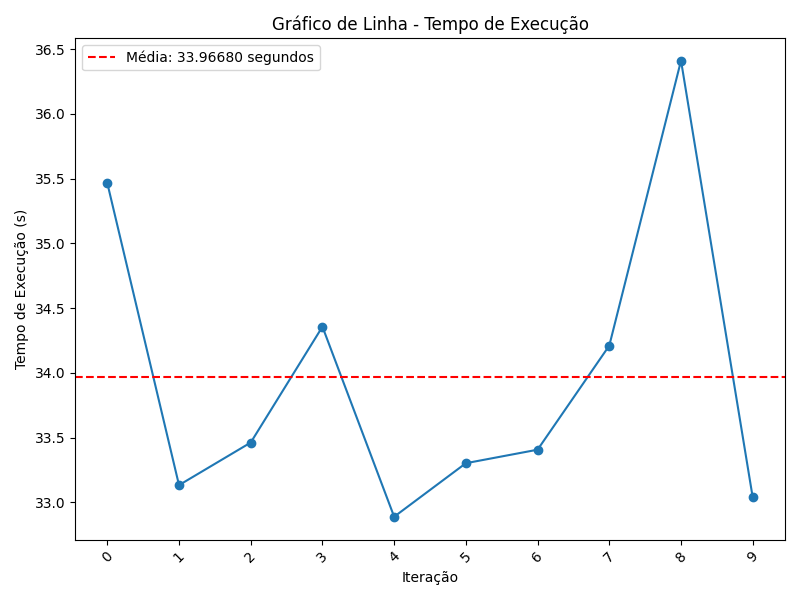 Gráfico de Linha - Tempo de Execução
Média: 33.96680 segundos
36.5
36.0
35.5
35.0
34.5
34.0
33.5
33.0
Tempo de Execução (s)
0 1 2 3 4 5 6 7 8 9
Iteração